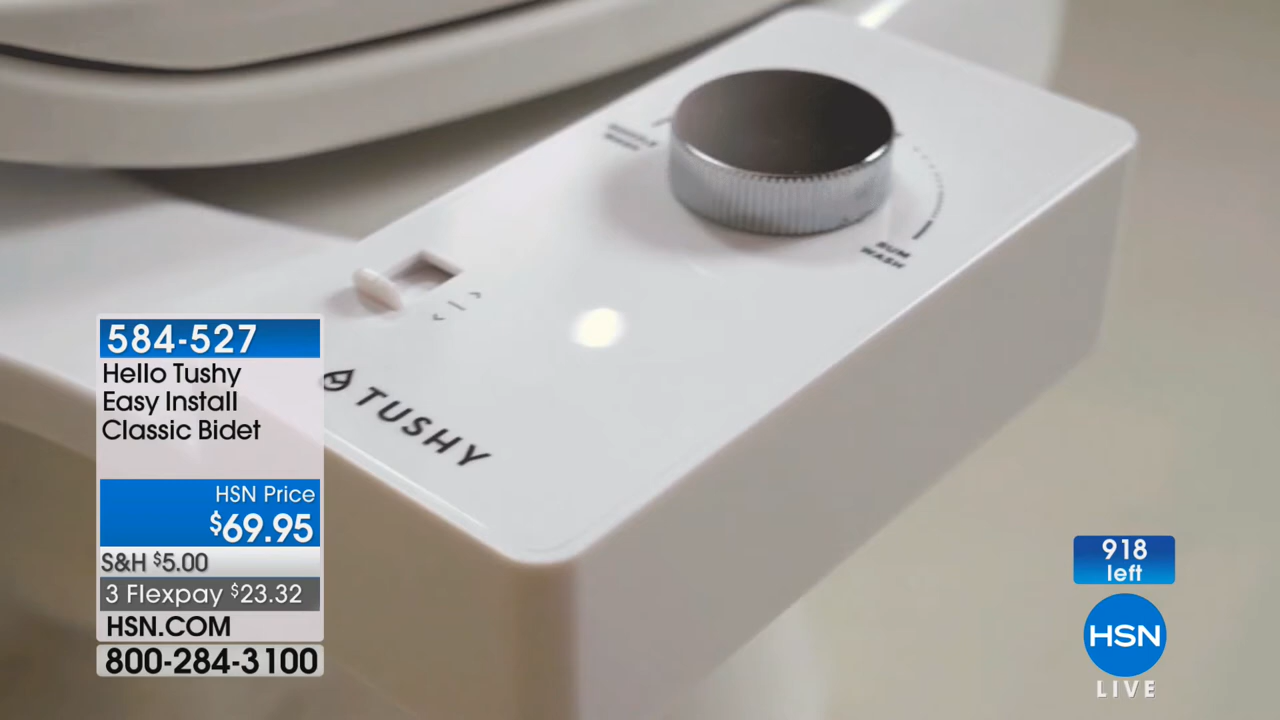 584-527
Hello Tushy
Easy Install
Classic Bidet
HSN Price
$69.95
S&H $5.00
3 Flexpay $23.32
HSN.COM
800-284-3100
TUSHY
BUM
WASH
918
left
HSN
LIVE